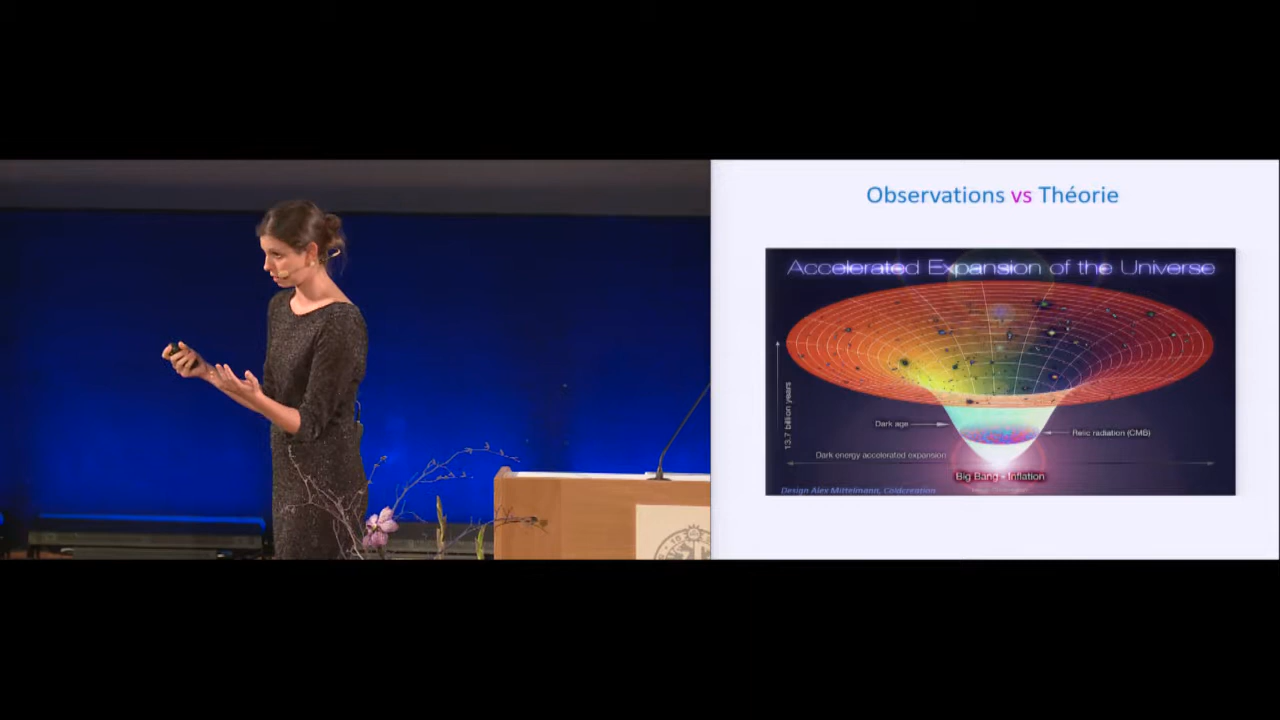 Observations vs Théorie
Accelerated Expansion of the Universe
13.7 billion years
Dark age
Relic radiation (CMB)
Dark energy accelerated expansion
Big Bang - Inflation
Design Alex Mittelmann, Coldcreation